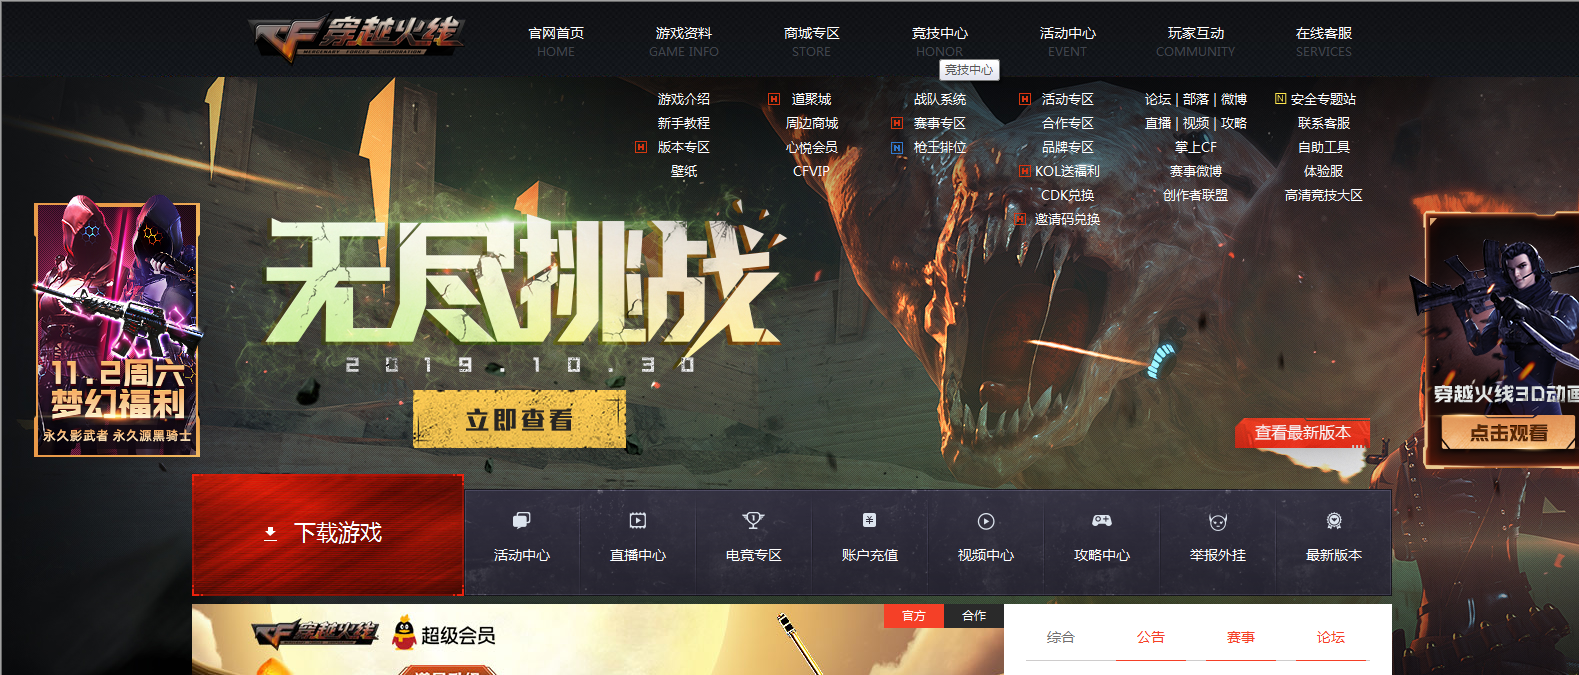 穿越火线
MERCENARY FORCES CORPORATION
官网首页 游戏资料 商城专区 竞技中心 活动中心 玩家互动 在线客服
HOME GAME INFO STORE HONOR EVENT COMMUNITY SERVICES
竞技中心
游戏介绍 H 道聚城 战队系统 H 活动专区 论坛 | 部落 | 微博 N 安全专题站
新手教程 周边商城 H 赛事专区 合作专区 直播 | 视频 | 攻略 联系客服
H 版本专区 心悦会员 N 枪王排位 品牌专区 掌上CF 自助工具
壁纸 CFVIP H KOL送福利 赛事微博 体验服
CDK兑换 创作者联盟 高清竞技大区
H 邀请码兑换
无尽挑战
2019.10.30
立即查看
11.2周六
梦幻福利
永久影武者 永久源黑骑士
穿越火线3D动画
点击观看
查看最新版本
下载游戏
活动中心 直播中心 电竞专区 账户充值 视频中心 攻略中心 举报外挂 最新版本
官方 合作
穿越火线 超级会员
综合 公告 赛事 论坛